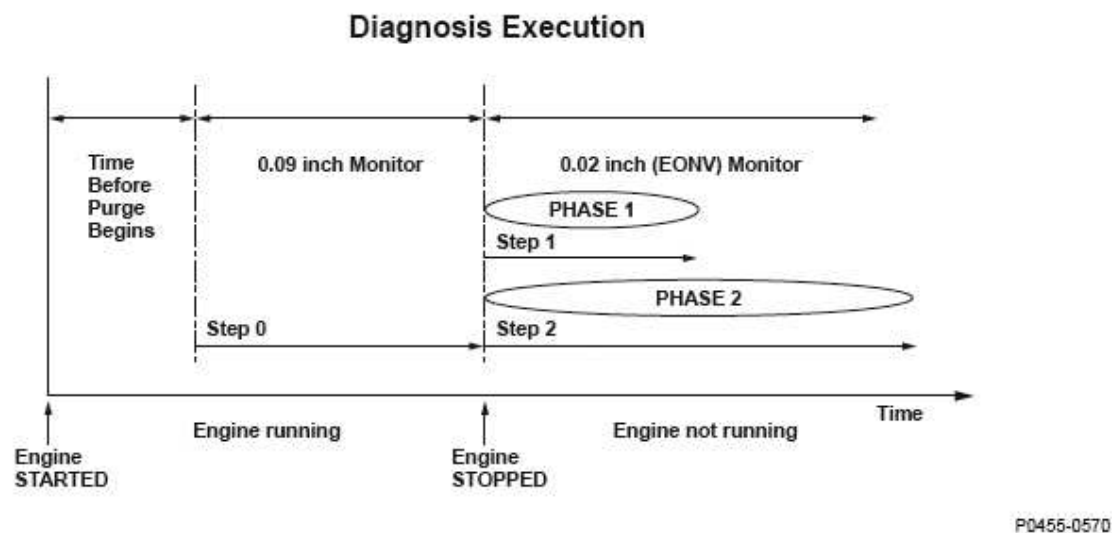 Diagnosis Execution
Time
Before
Purge
Begins
0.09 inch Monitor
0.02 inch (EONV) Monitor
PHASE 1
Step 1
PHASE 2
Step 0
Step 2
Time
Engine running
Engine not running
Engine
STARTED
Engine
STOPPED
P0455-0570